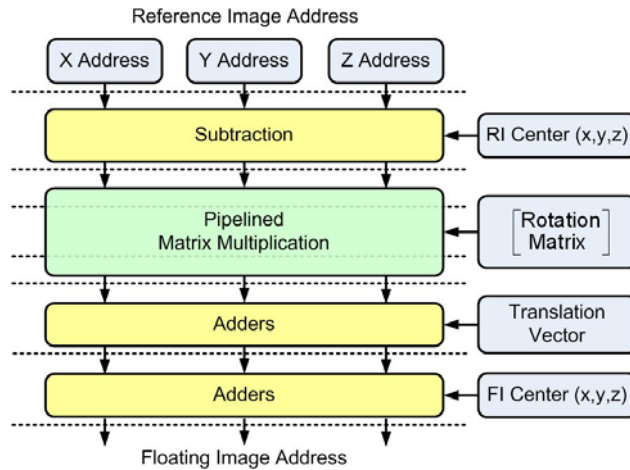 Reference Image Address
X Address
Y Address
Z Address
Subtraction
RI Center (x,y,z)
Pipelined
Matrix Multiplication
Rotation
Matrix
Adders
Translation
Vector
Adders
FI Center (x,y,z)
Floating Image Address